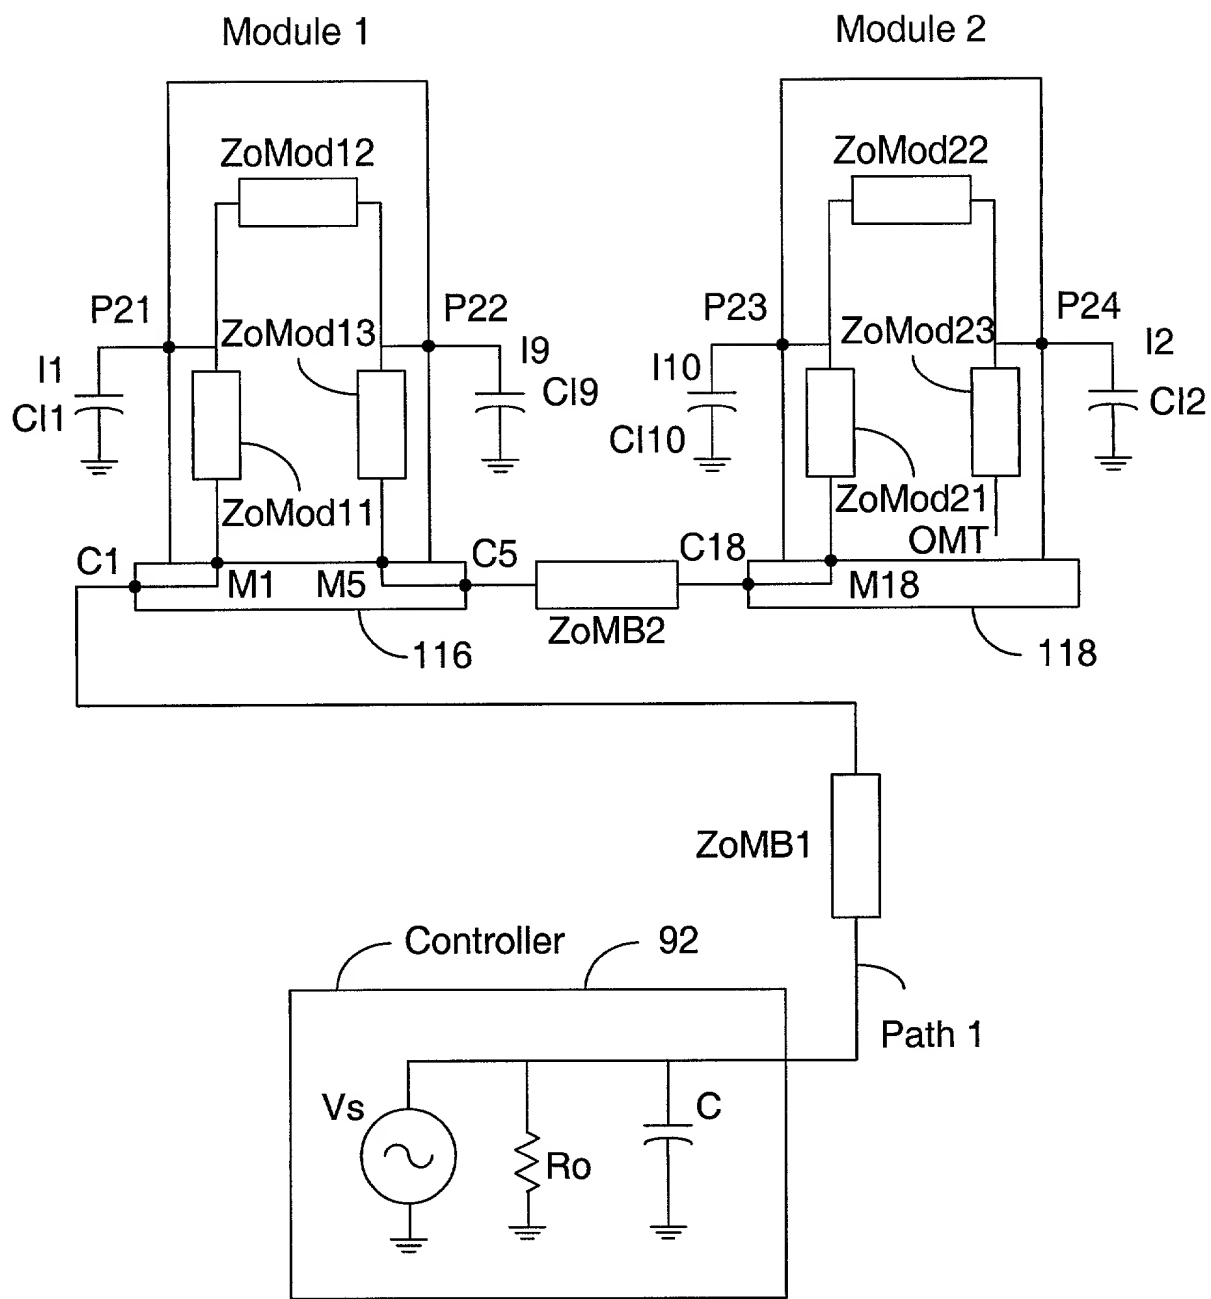 Module 1
Module 2
ZoMod12
ZoMod22
P21
ZoMod13
P22
P23
ZoMod23
P24
I1
CI1
I9
CI9
I10
CI10
I2
CI2
ZoMod11
ZoMod21
OMT
C1
M1
M5
C5
ZoMB2
C18
M18
116
118
ZoMB1
Controller
92
Path 1
Vs
Ro
C